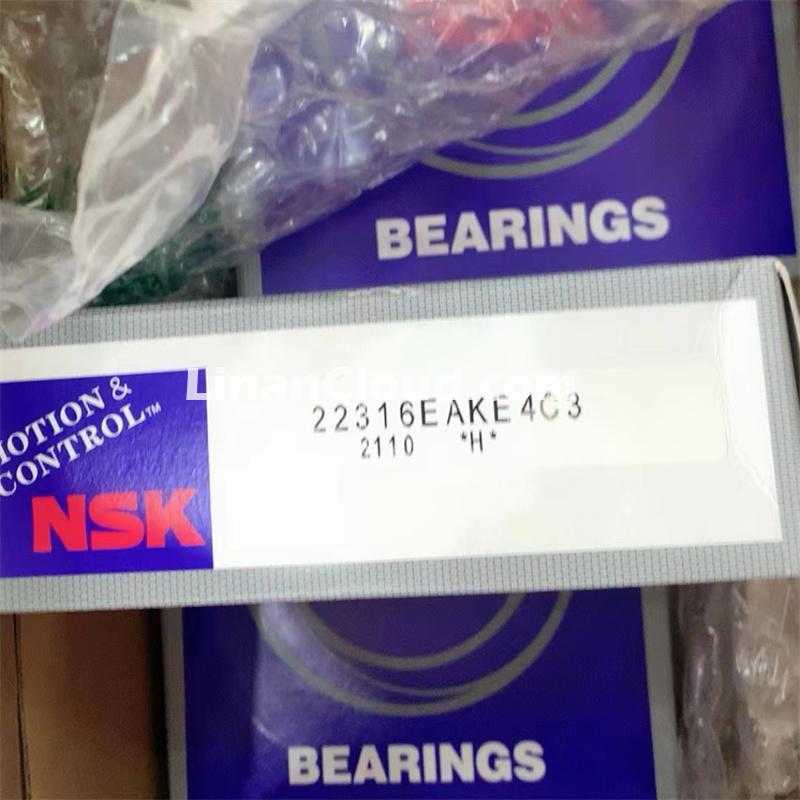 BEARINGS
LinanCloud.com
MOTION &
CONTROL™
NSK
22316EAKE4C3
2110 *H*
BEARINGS